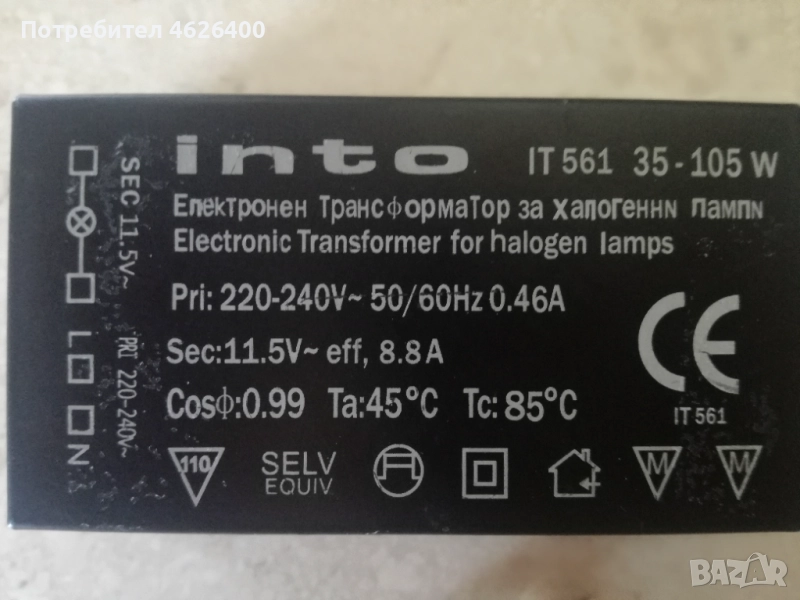 Потребител 4626400
into IT 561 35-105 W
Електронен Трансформатор за халогенни лампи
Electronic Transformer for halogen lamps
Pri: 220-240V~ 50/60Hz 0.46A
Sec:11.5V~ eff, 8.8A
Cosϕ:0.99 Ta:45°C Tc:85°C
IT 561
110 SELV EQUIV M M
SEC 11.5V~
PRI 220-240V~
L N
CE
BAZAR